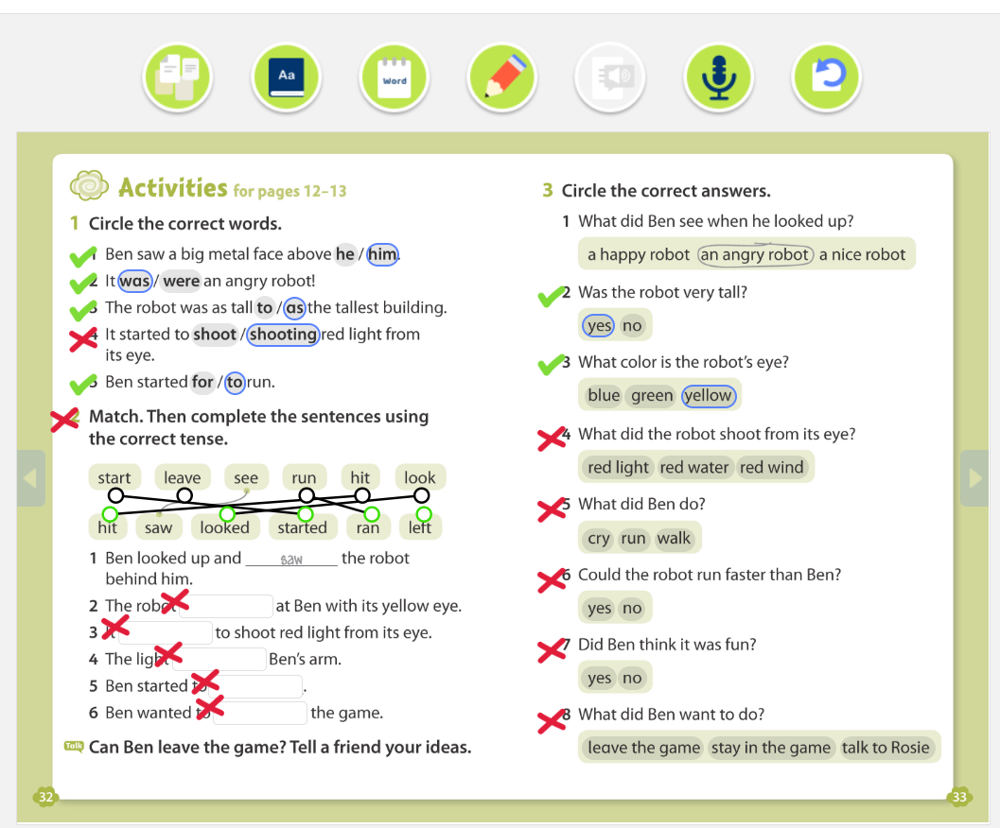 Aa
Word
Activities for pages 12–13
1 Circle the correct words.
1 Ben saw a big metal face above he / him.
2 It was / were an angry robot!
3 The robot was as tall to / as the tallest building.
4 It started to shoot / shooting red light from
its eye.
5 Ben started for / to run.
2 Match. Then complete the sentences using
the correct tense.
start leave see run hit look
hit saw looked started ran left
1 Ben looked up and saw the robot
behind him.
2 The robot at Ben with its yellow eye.
3 It to shoot red light from its eye.
4 The light Ben's arm.
5 Ben started to .
6 Ben wanted to the game.
Talk Can Ben leave the game? Tell a friend your ideas.
32
3 Circle the correct answers.
1 What did Ben see when he looked up?
a happy robot an angry robot a nice robot
2 Was the robot very tall?
yes no
3 What color is the robot's eye?
blue green yellow
4 What did the robot shoot from its eye?
red light red water red wind
5 What did Ben do?
cry run walk
6 Could the robot run faster than Ben?
yes no
7 Did Ben think it was fun?
yes no
8 What did Ben want to do?
leave the game stay in the game talk to Rosie
33